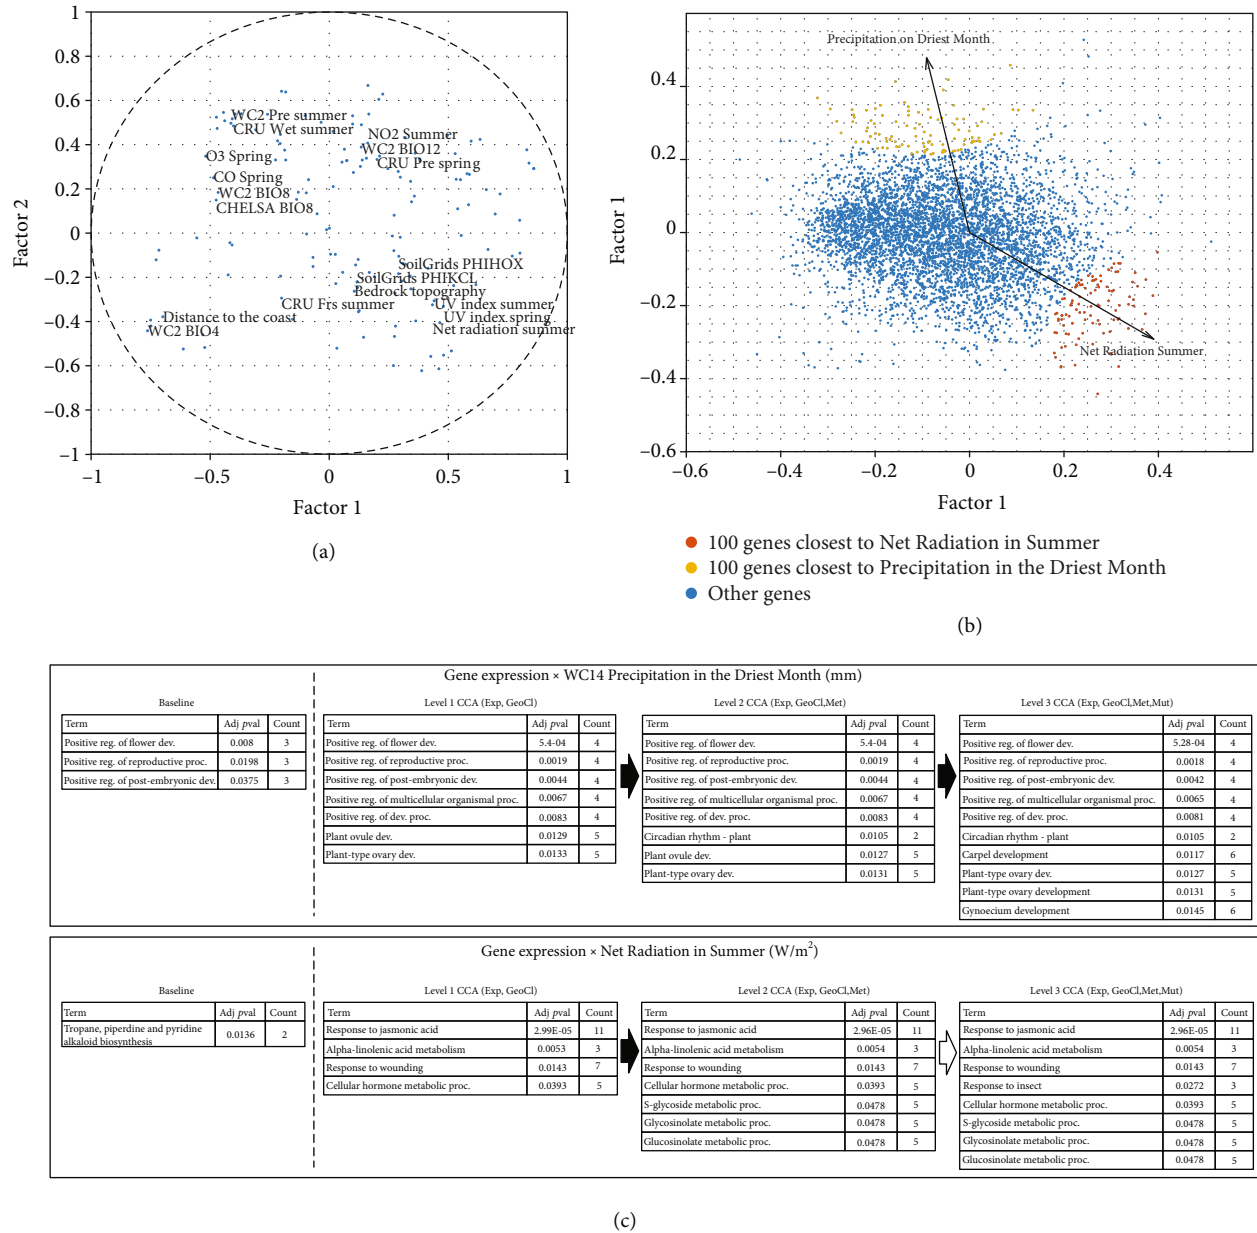 1
0.8
0.6
0.4
0.2
0
−0.2
−0.4
−0.6
−0.8
−1
Factor 2
WC2 Pre summer
CRU Wet summer
NO2 Summer
WC2 BIO12
O3 Spring
CRU Pre spring
CO Spring
WC2 BIO8
CHELSA BIO8
SoilGrids PHIHOX
SoilGrids PHIKCL
Bedrock topography
CRU Frs summer
UV index summer
Distance to the coast
UV index spring
WC2 BIO4
Net radiation summer
−1 −0.5 0 0.5 1
Factor 1
(a)
Precipitation on Driest Month
0.4
0.2
0
−0.2
−0.4
−0.6
Factor 1
Net Radiation Summer
−0.6 −0.4 −0.2 0 0.2 0.4
Factor 1
100 genes closest to Net Radiation in Summer
100 genes closest to Precipitation in the Driest Month
Other genes
(b)
Gene expression × WC14 Precipitation in the Driest Month (mm)
Baseline
Term Adj pval Count
Positive reg. of flower dev. 0.008 3
Positive reg. of reproductive proc. 0.0198 3
Positive reg. of post-embryonic dev. 0.0375 3
Level 1 CCA (Exp, GeoCl)
Term Adj pval Count
Positive reg. of flower dev. 5.4-04 4
Positive reg. of reproductive proc. 0.0019 4
Positive reg. of post-embryonic dev. 0.0044 4
Positive reg. of multicellular organismal proc. 0.0067 4
Positive reg. of dev. proc. 0.0083 4
Plant ovule dev. 0.0129 5
Plant-type ovary dev. 0.0133 5
Level 2 CCA (Exp, GeoCl,Met)
Term Adj pval Count
Positive reg. of flower dev. 5.4-04 4
Positive reg. of reproductive proc. 0.0019 4
Positive reg. of post-embryonic dev. 0.0044 4
Positive reg. of multicellular organismal proc. 0.0067 4
Positive reg. of dev. proc. 0.0083 4
Circadian rhythm - plant 0.0105 2
Plant ovule dev. 0.0127 5
Plant-type ovary dev. 0.0131 5
Level 3 CCA (Exp, GeoCl,Met,Mut)
Term Adj pval Count
Positive reg. of flower dev. 5.28-04 4
Positive reg. of reproductive proc. 0.0018 4
Positive reg. of post-embryonic dev. 0.0042 4
Positive reg. of multicellular organismal proc. 0.0065 4
Positive reg. of dev. proc. 0.0081 4
Circadian rhythm - plant 0.0105 2
Carpel development 0.0117 6
Plant-type ovary dev. 0.0127 5
Plant-type ovary development 0.0131 5
Gynoecium development 0.0145 6
Gene expression × Net Radiation in Summer (W/m²)
Baseline
Term Adj pval Count
Tropane, piperdine and pyridine
alkaloid biosynthesis 0.0136 2
Level 1 CCA (Exp, GeoCl)
Term Adj pval Count
Response to jasmonic acid 2.99E-05 11
Alpha-linolenic acid metabolism 0.0053 3
Response to wounding 0.0143 7
Cellular hormone metabolic proc. 0.0393 5
Level 2 CCA (Exp, GeoCl,Met)
Term Adj pval Count
Response to jasmonic acid 2.96E-05 11
Alpha-linolenic acid metabolism 0.0054 3
Response to wounding 0.0143 7
Cellular hormone metabolic proc. 0.0393 5
S-glycoside metabolic proc. 0.0478 5
Glycosinolate metabolic proc. 0.0478 5
Glucosinolate metabolic proc. 0.0478 5
Level 3 CCA (Exp, GeoCl,Met,Mut)
Term Adj pval Count
Response to jasmonic acid 2.96E-05 11
Alpha-linolenic acid metabolism 0.0054 3
Response to wounding 0.0143 7
Response to insect 0.0272 3
Cellular hormone metabolic proc. 0.0393 5
S-glycoside metabolic proc. 0.0478 5
Glycosinolate metabolic proc. 0.0478 5
Glucosinolate metabolic proc. 0.0478 5
(c)